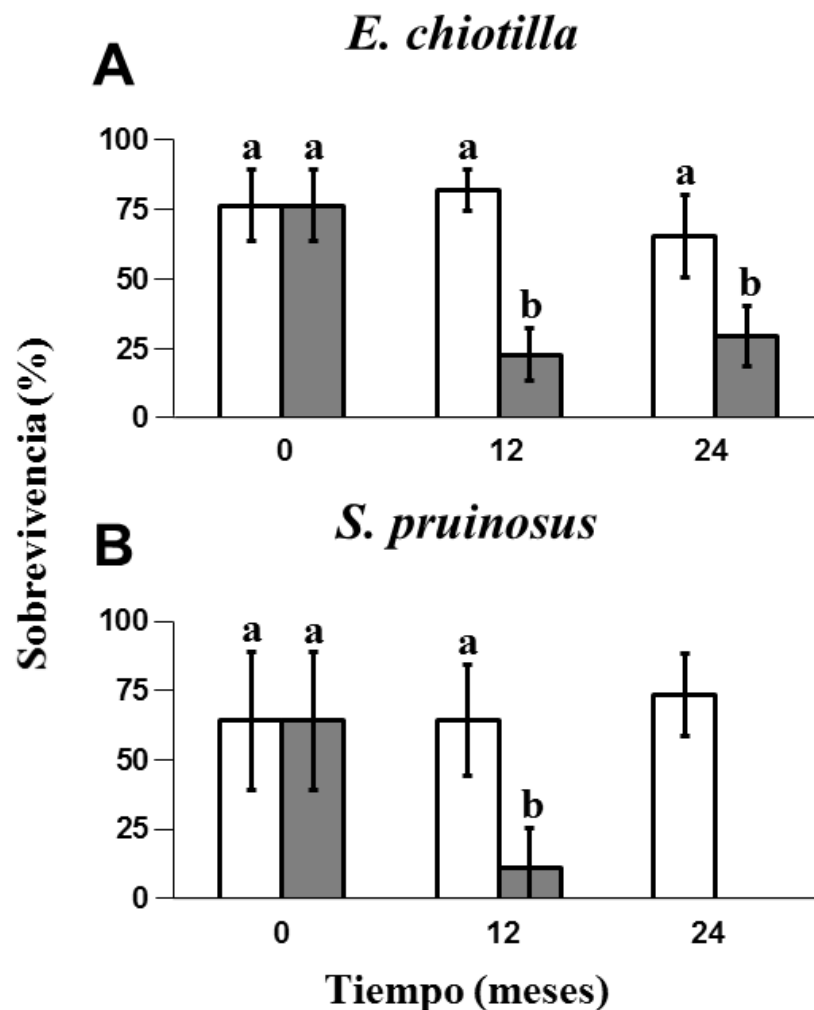 E. chiotilla
A
100
75
50
25
0
a a a b a b
0 12 24
S. pruinosus
B
100
75
50
25
0
a a a b
0 12 24
Sobrevivencia (%)
Tiempo (meses)